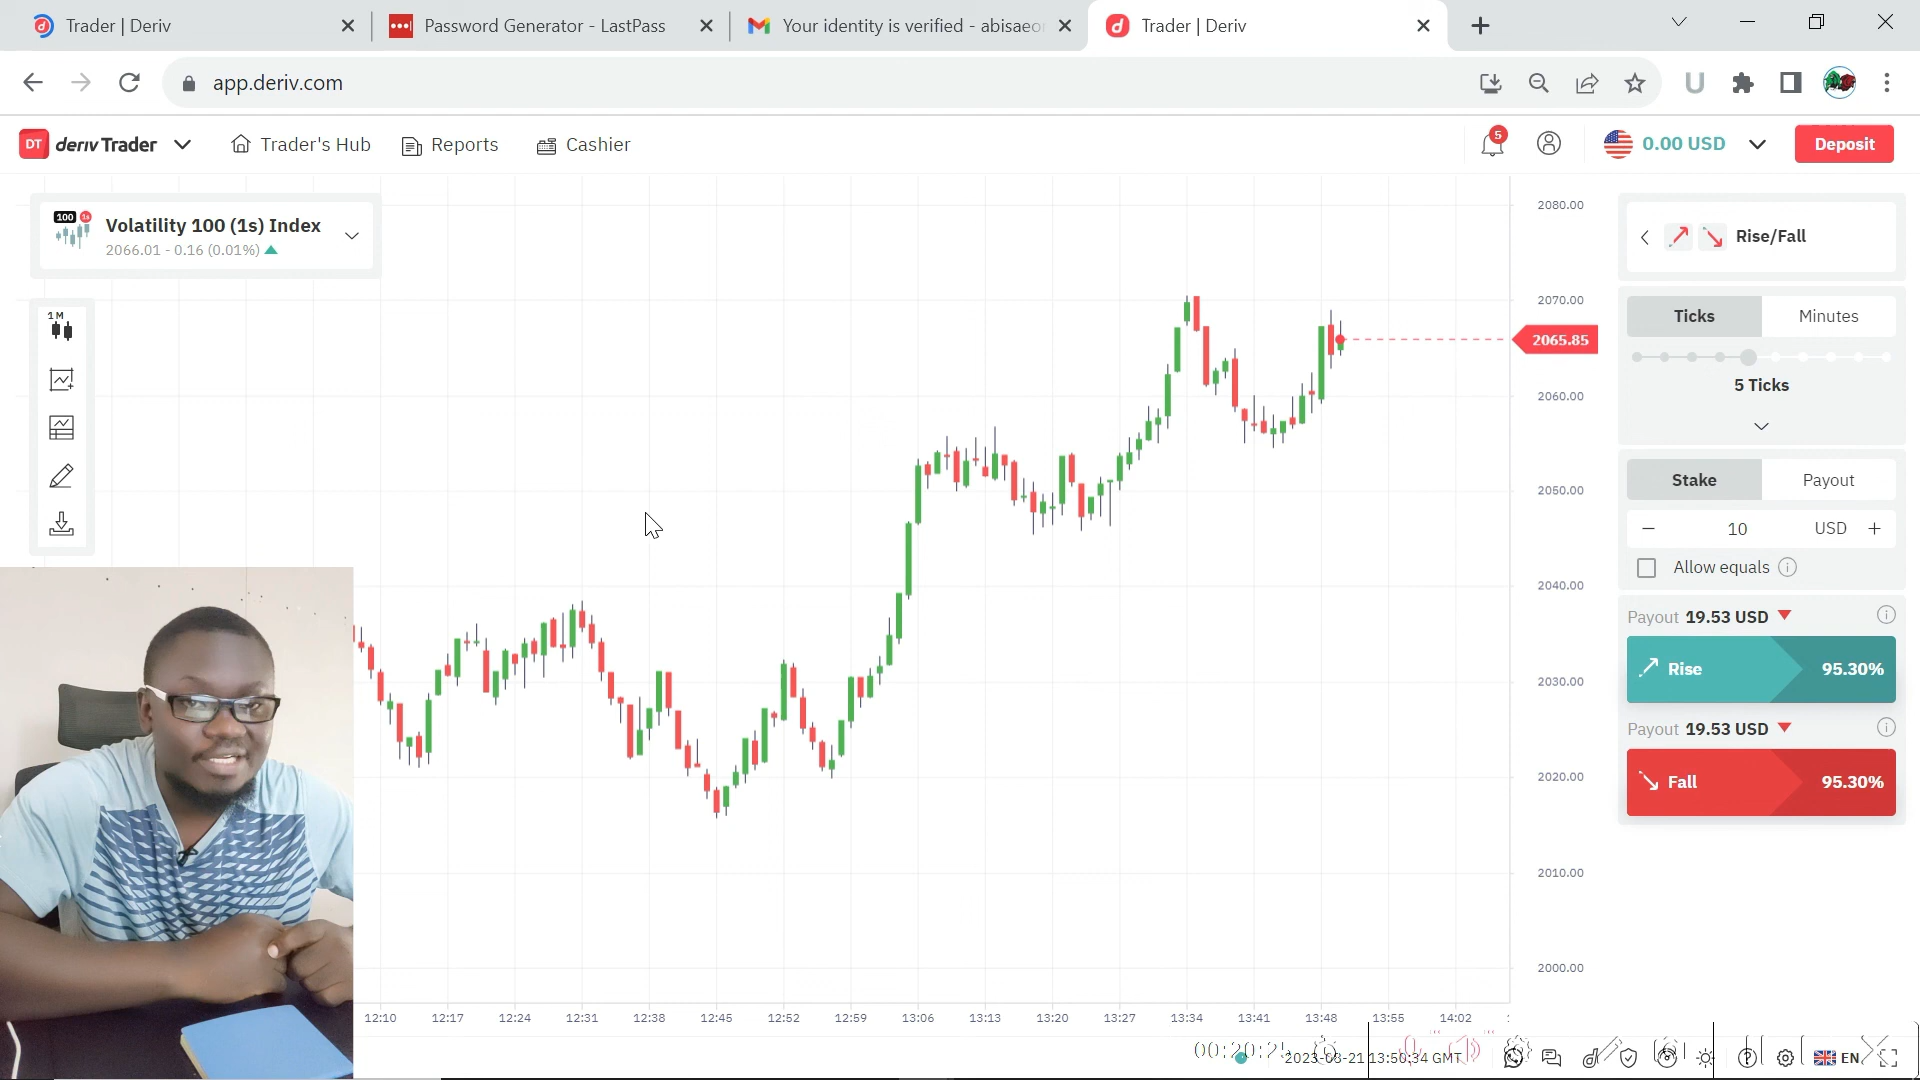 Trader | Deriv
Password Generator - LastPass
Your identity is verified - abisaeo
Trader | Deriv
app.deriv.com
DT deriv Trader
Trader's Hub
Reports
Cashier
5
0.00 USD
Deposit
100 1s
Volatility 100 (1s) Index
2066.01 - 0.16 (0.01%)
1M
2080.00
2070.00
2065.85
2060.00
2050.00
2040.00
2030.00
2020.00
2010.00
2000.00
Rise/Fall
Ticks
Minutes
5 Ticks
Stake
Payout
− 10 USD +
Allow equals
Payout 19.53 USD
Rise 95.30%
Payout 19.53 USD
Fall 95.30%
12:10 12:17 12:24 12:31 12:38 12:45 12:52 12:59 13:06 13:13 13:20 13:27 13:34 13:41 13:48 13:55 14:02
2023-08-21 13:50:34 GMT
EN